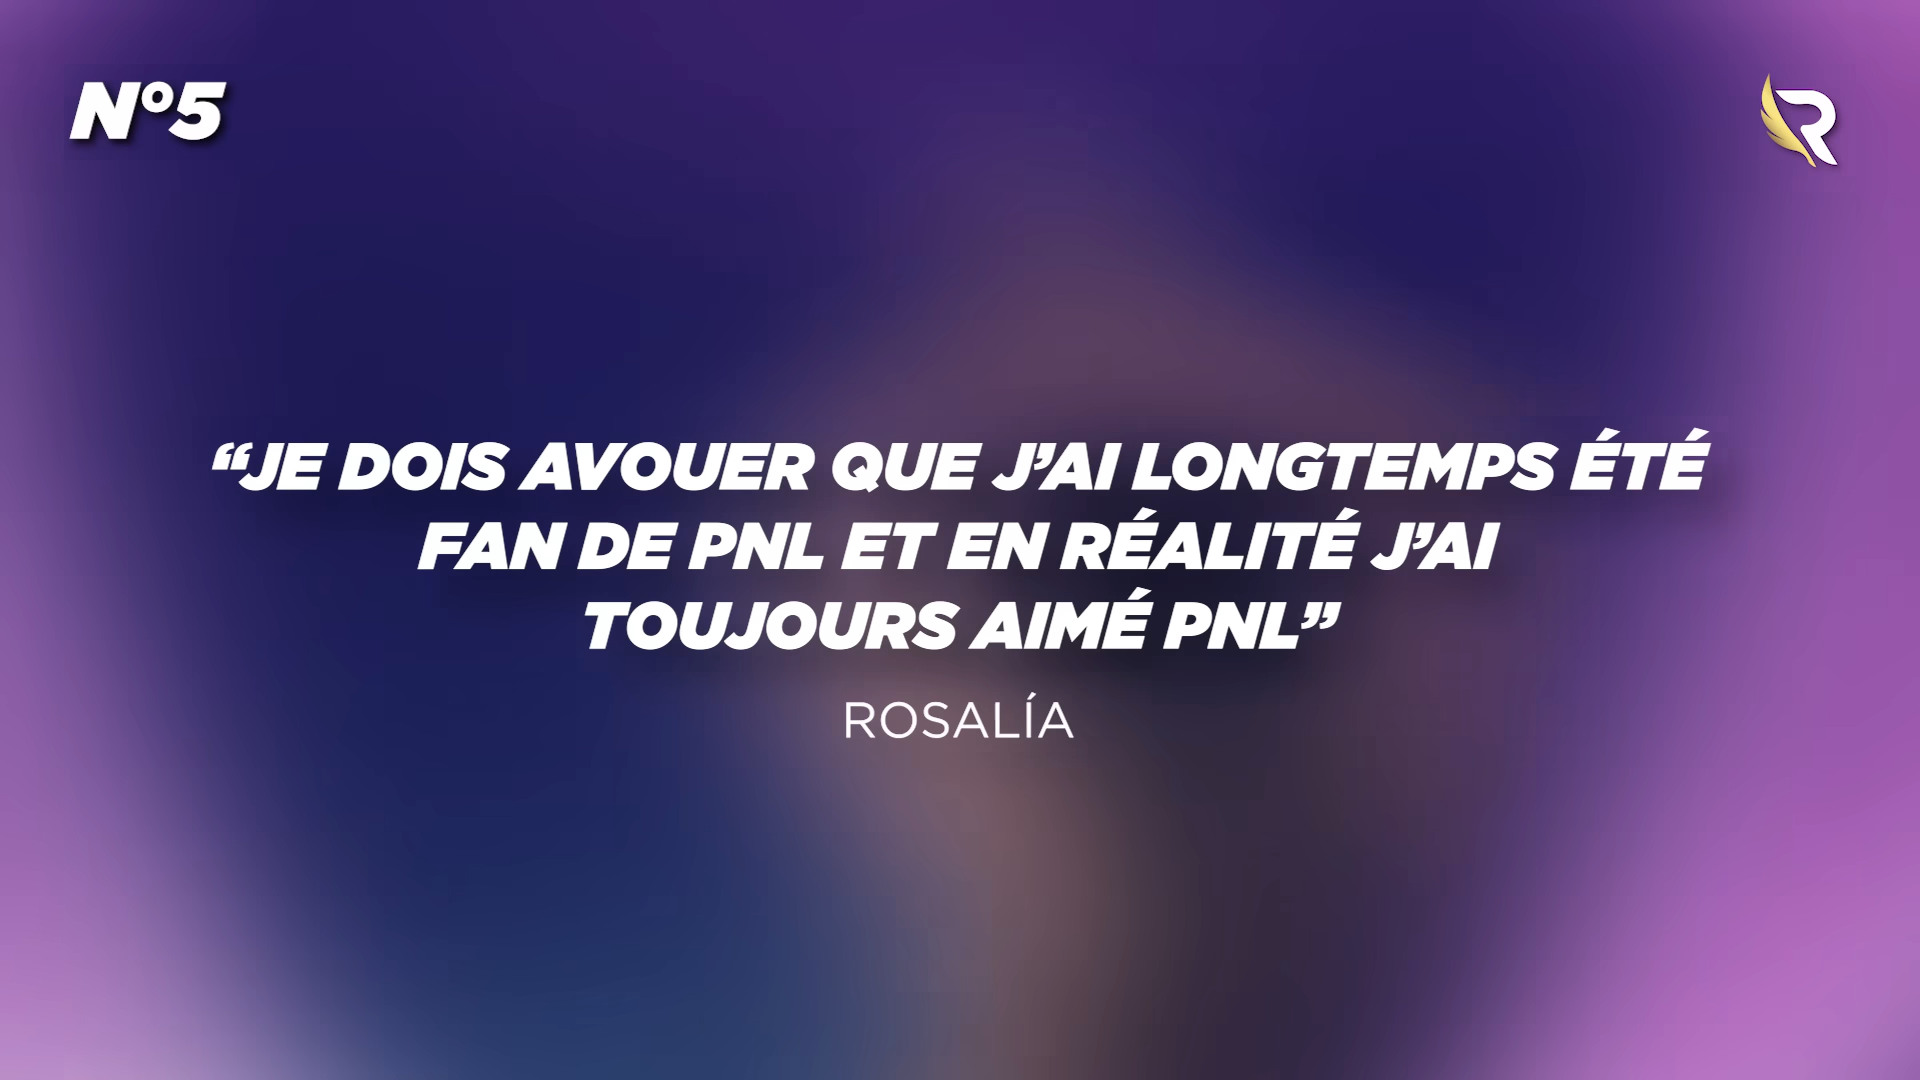 N°5
R
“JE DOIS AVOUER QUE J’AI LONGTEMPS ÉTÉ
FAN DE PNL ET EN RÉALITÉ J’AI
TOUJOURS AIMÉ PNL”
ROSALÍA